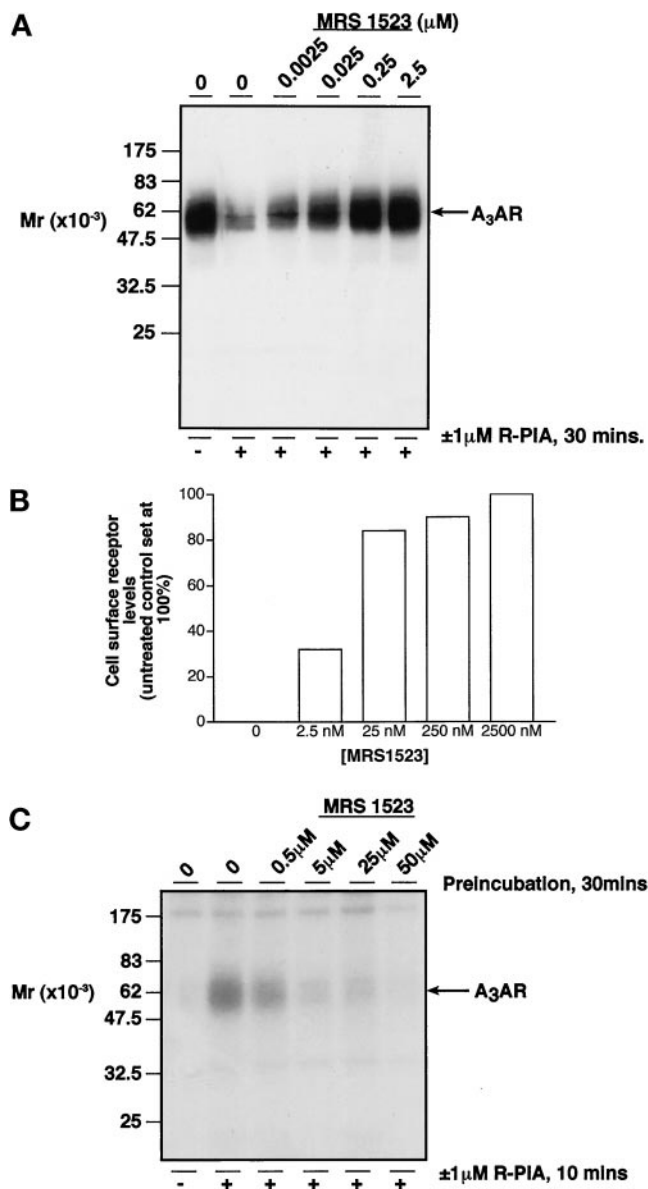 A
MRS 1523 (μM)
0 0 0.0025 0.025 0.25 2.5
175
83
Mr (x10⁻³) 62 A₃AR
47.5
32.5
25
±1μM R-PIA, 30 mins.
- + + + + +
B
Cell surface receptor
levels
(untreated control set at
100%)
100
80
60
40
20
0
0 2.5 nM 25 nM 250 nM 2500 nM
[MRS1523]
C
MRS 1523
0 0 0.5μM 5μM 25μM 50μM
Preincubation, 30mins
175
83
Mr (x10⁻³) 62 A₃AR
47.5
32.5
25
±1μM R-PIA, 10 mins
- + + + + +